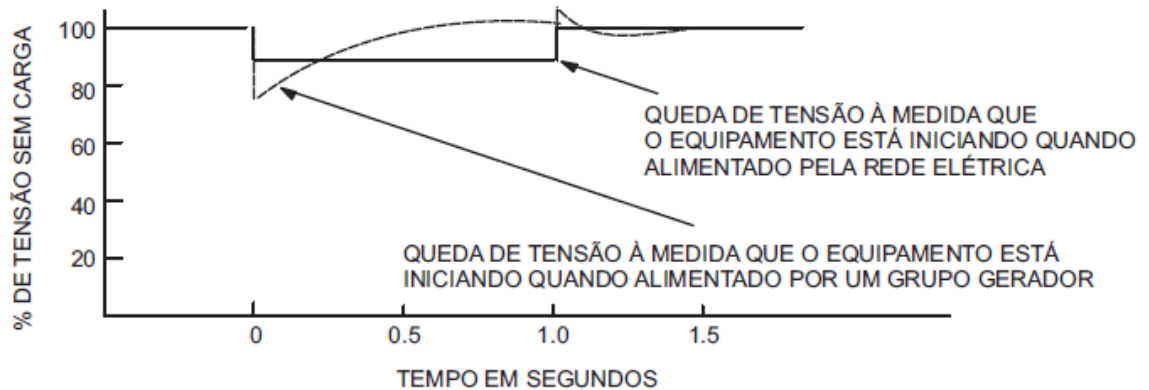 % DE TENSÃO SEM CARGA
100
80
60
40
20
QUEDA DE TENSÃO À MEDIDA QUE
O EQUIPAMENTO ESTÁ INICIANDO QUANDO
ALIMENTADO PELA REDE ELÉTRICA
QUEDA DE TENSÃO À MEDIDA QUE O EQUIPAMENTO ESTÁ
INICIANDO QUANDO ALIMENTADO POR UM GRUPO GERADOR
0
0.5
1.0
1.5
TEMPO EM SEGUNDOS